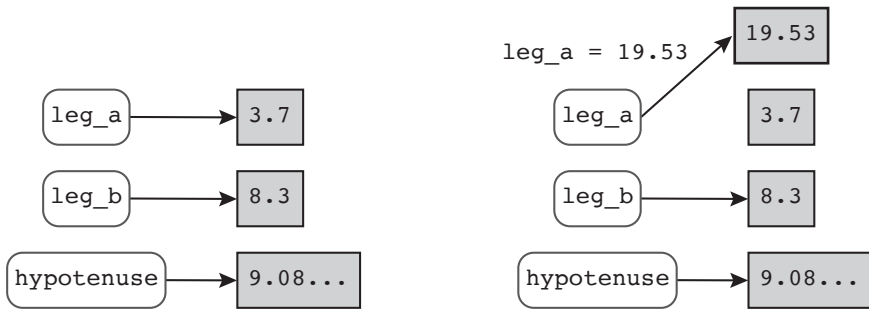 leg_a 3.7
leg_b 8.3
hypotenuse 9.08...
19.53
leg_a = 19.53
leg_a 3.7
leg_b 8.3
hypotenuse 9.08...